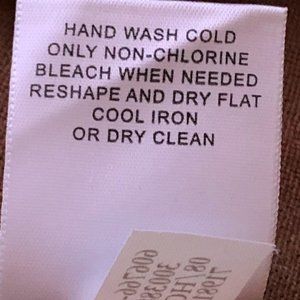 HAND WASH COLD
ONLY NON-CHLORINE
BLEACH WHEN NEEDED
RESHAPE AND DRY FLAT
COOL IRON
OR DRY CLEAN